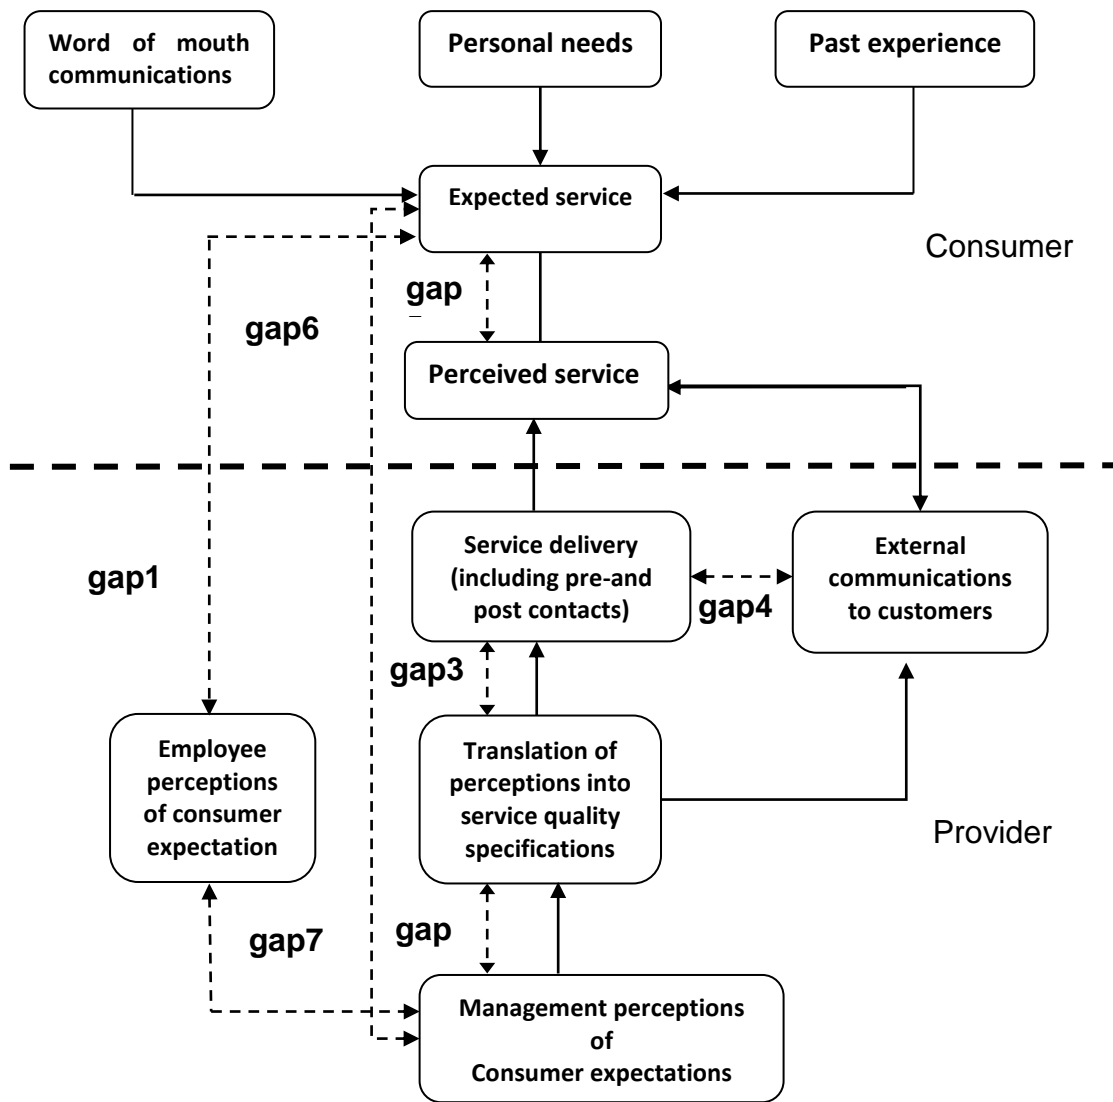 Word of mouth
communications
Personal needs
Past experience
Expected service
Consumer
gap
gap6
Perceived service
gap1
Service delivery
(including pre-and
post contacts)
gap4
External
communications
to customers
gap3
Employee
perceptions
of consumer
expectation
Translation of
perceptions into
service quality
specifications
Provider
gap7
gap
Management perceptions
of
Consumer expectations